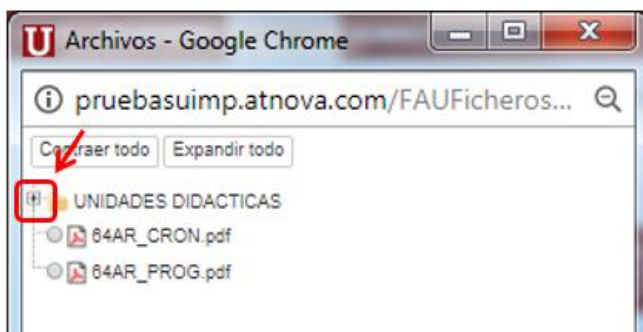 U Archivos - Google Chrome
pruebasuimp.atnova.com/FAUFicheros...
Contraer todo Expandir todo
UNIDADES DIDACTICAS
64AR_CRON.pdf
64AR_PROG.pdf